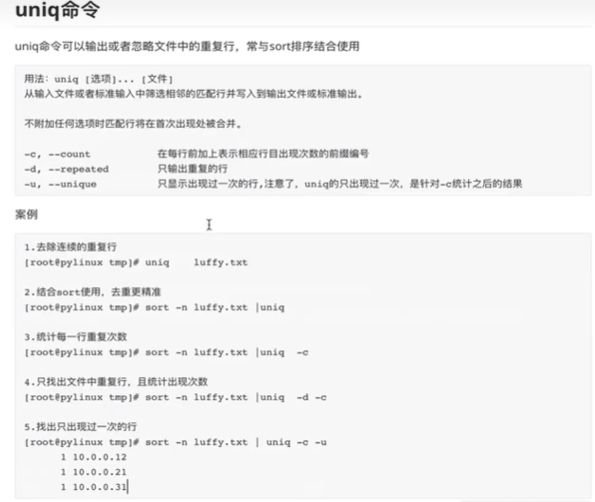 uniq命令
uniq命令可以输出或者忽略文件中的重复行，常与sort排序结合使用
用法：uniq [选项]... [文件]
从输入文件或者标准输入中筛选相邻的匹配行并写入到输出文件或标准输出。
不附加任何选项时匹配行将在首次出现处被合并。
-c, --count 在每行前加上表示相应行目出现次数的前缀编号
-d, --repeated 只输出重复的行
-u, --unique 只显示出现过一次的行,注意了，uniq的只出现过一次，是针对-c统计之后的结果
案例
1.去除连续的重复行
[root@pylinux tmp]# uniq luffy.txt
2.结合sort使用，去重更精准
[root@pylinux tmp]# sort -n luffy.txt |uniq
3.统计每一行重复次数
[root@pylinux tmp]# sort -n luffy.txt |uniq -c
4.只找出文件中重复行，且统计出现次数
[root@pylinux tmp]# sort -n luffy.txt |uniq -d -c
5.找出只出现过一次的行
[root@pylinux tmp]# sort -n luffy.txt | uniq -c -u
1 10.0.0.12
1 10.0.0.21
1 10.0.0.31